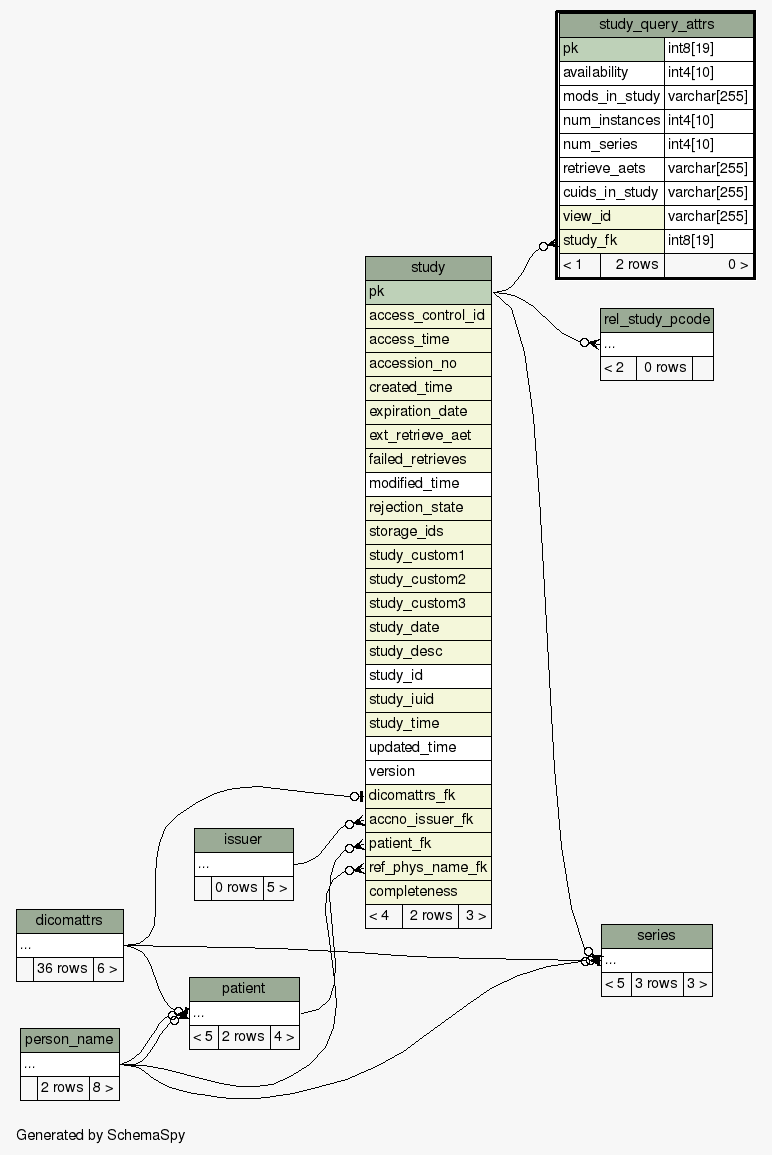 study_query_attrs
pk int8[19]
availability int4[10]
mods_in_study varchar[255]
num_instances int4[10]
num_series int4[10]
retrieve_aets varchar[255]
cuids_in_study varchar[255]
view_id varchar[255]
study_fk int8[19]
< 1 2 rows 0 >
study
pk
access_control_id
access_time
accession_no
created_time
expiration_date
ext_retrieve_aet
failed_retrieves
modified_time
rejection_state
storage_ids
study_custom1
study_custom2
study_custom3
study_date
study_desc
study_id
study_iuid
study_time
updated_time
version
dicomattrs_fk
accno_issuer_fk
patient_fk
ref_phys_name_fk
completeness
< 4 2 rows 3 >
rel_study_pcode
...
< 2 0 rows
issuer
...
0 rows 5 >
dicomattrs
...
36 rows 6 >
series
...
< 5 3 rows 3 >
patient
...
< 5 2 rows 4 >
person_name
...
2 rows 8 >
Generated by SchemaSpy